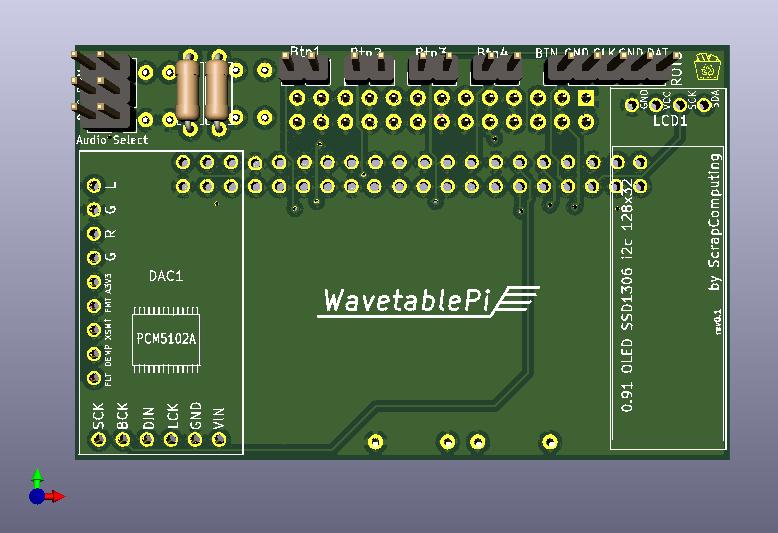 Btn1 Btn2 Btn3 Btn4 BTN GND CLK GND DAT
GND VCC SCK SDA
LCD1
Audio Select
L
G
R
G
A3V3
FMT
XSMT
DEMP
FLT
DAC1
PCM5102A
SCK BCK DIN LCK GND VIN
WavetablePi
0.91 OLED SSD1306 i2c 128x32
by ScrapComputing
rev0.1